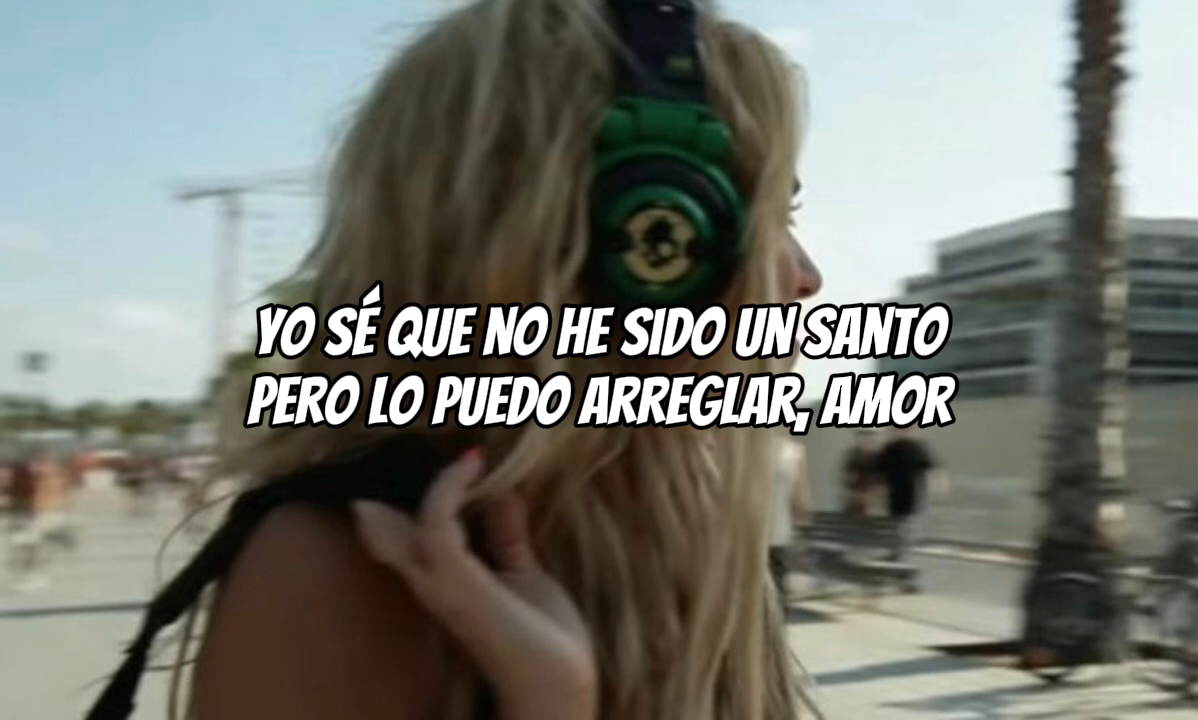 YO SÉ QUE NO HE SIDO UN SANTO
PERO LO PUEDO ARREGLAR, AMOR